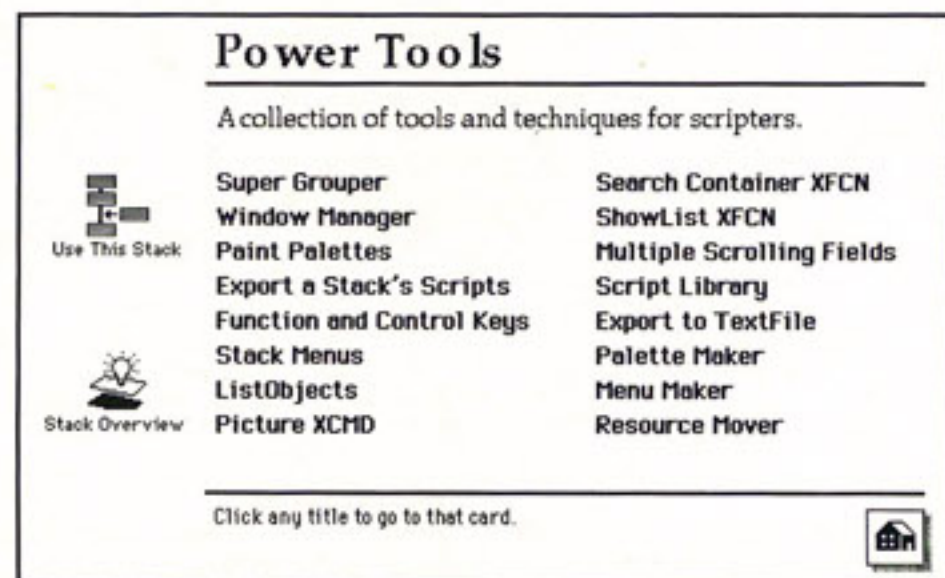 Power Tools
A collection of tools and techniques for scripters.
Use This Stack
Stack Overview
Super Grouper
Window Manager
Paint Palettes
Export a Stack's Scripts
Function and Control Keys
Stack Menus
ListObjects
Picture XCMD
Search Container XFCN
ShowList XFCN
Multiple Scrolling Fields
Script Library
Export to TextFile
Palette Maker
Menu Maker
Resource Mover
Click any title to go to that card.